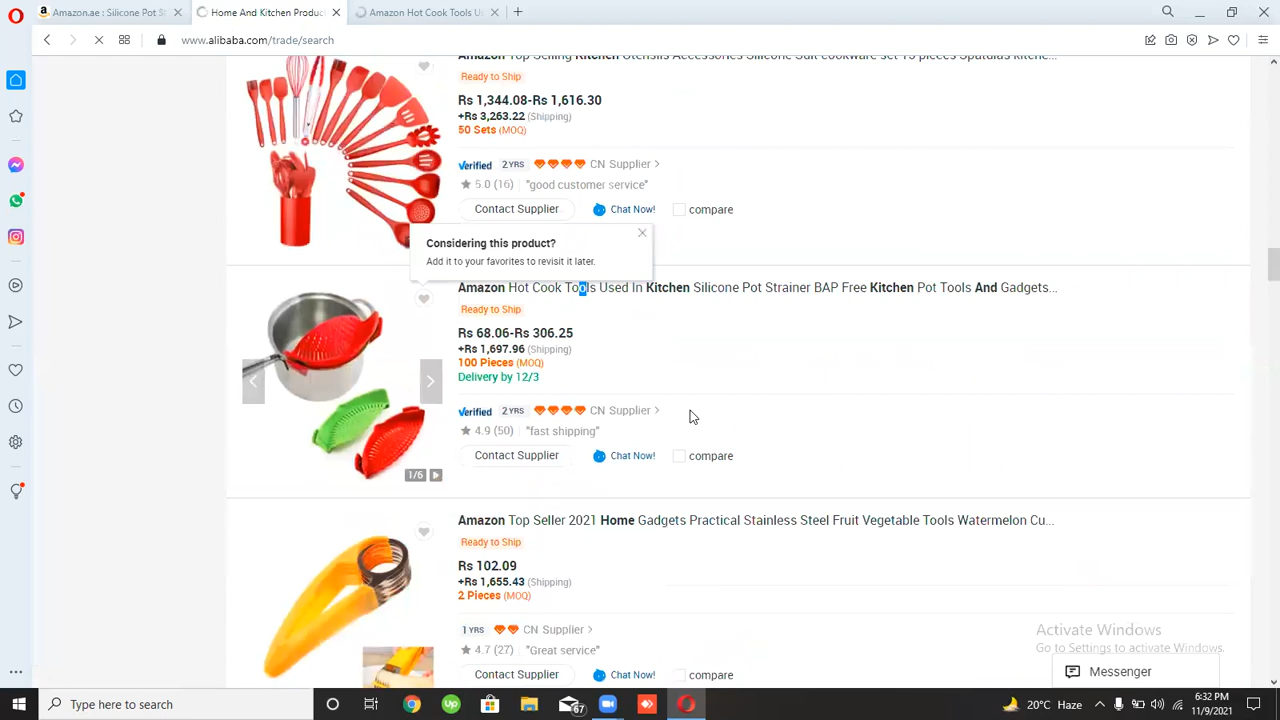 Amazon.ae : Silicone Pot St
Home And Kitchen Produc
Amazon Hot Cook Tools Us
www.alibaba.com/trade/search
Amazon Top Selling Kitchen Utensils Accessories Silicone Suit cookware set 13 pieces Spatulas kitche...
Ready to Ship
Rs 1,344.08-Rs 1,616.30
+Rs 3,263.22 (Shipping)
50 Sets (MOQ)
Verified 2 YRS CN Supplier >
5.0 (16) "good customer service"
Contact Supplier Chat Now! compare
Considering this product?
Add it to your favorites to revisit it later.
Amazon Hot Cook Tools Used In Kitchen Silicone Pot Strainer BAP Free Kitchen Pot Tools And Gadgets...
Ready to Ship
Rs 68.06-Rs 306.25
+Rs 1,697.96 (Shipping)
100 Pieces (MOQ)
Delivery by 12/3
Verified 2 YRS CN Supplier >
4.9 (50) "fast shipping"
Contact Supplier Chat Now! compare
1/6
Amazon Top Seller 2021 Home Gadgets Practical Stainless Steel Fruit Vegetable Tools Watermelon Cu...
Ready to Ship
Rs 102.09
+Rs 1,655.43 (Shipping)
2 Pieces (MOQ)
1 YRS CN Supplier >
4.7 (27) "Great service"
Contact Supplier Chat Now! compare
Activate Windows
Go to Settings to activate Windows.
Messenger
Type here to search
Up
67
20°C Haze
6:32 PM
11/9/2021